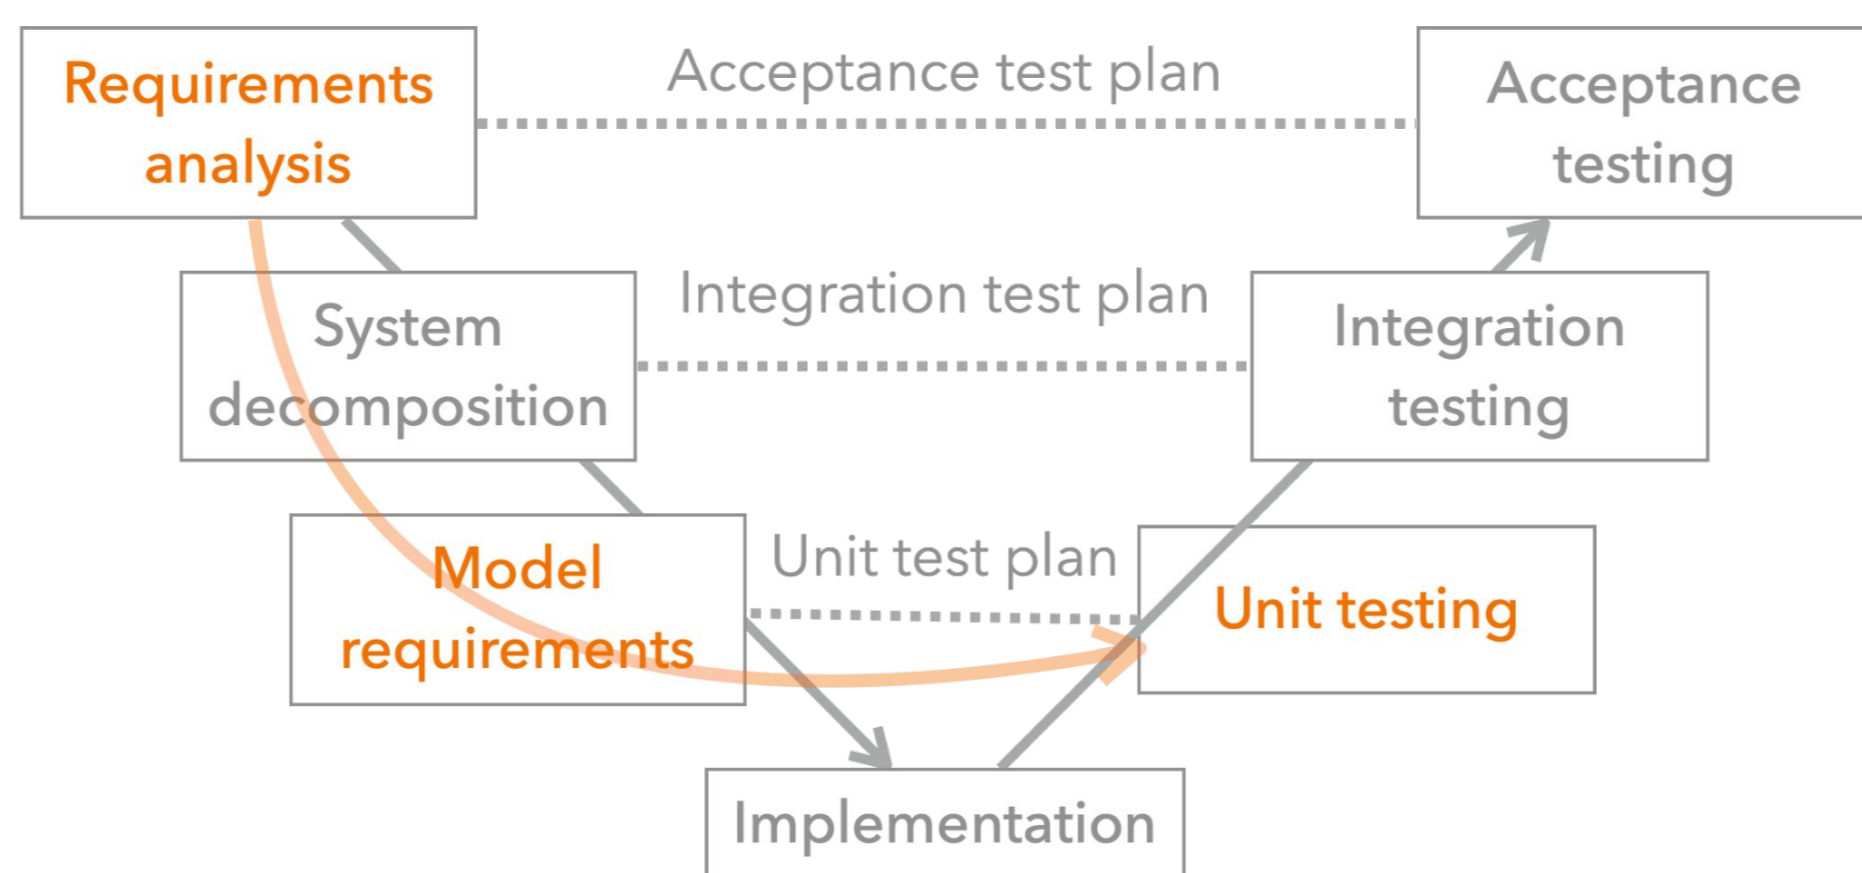 Requirements
analysis
Acceptance test plan
Acceptance
testing
System
decomposition
Integration test plan
Integration
testing
Model
requirements
Unit test plan
Unit testing
Implementation